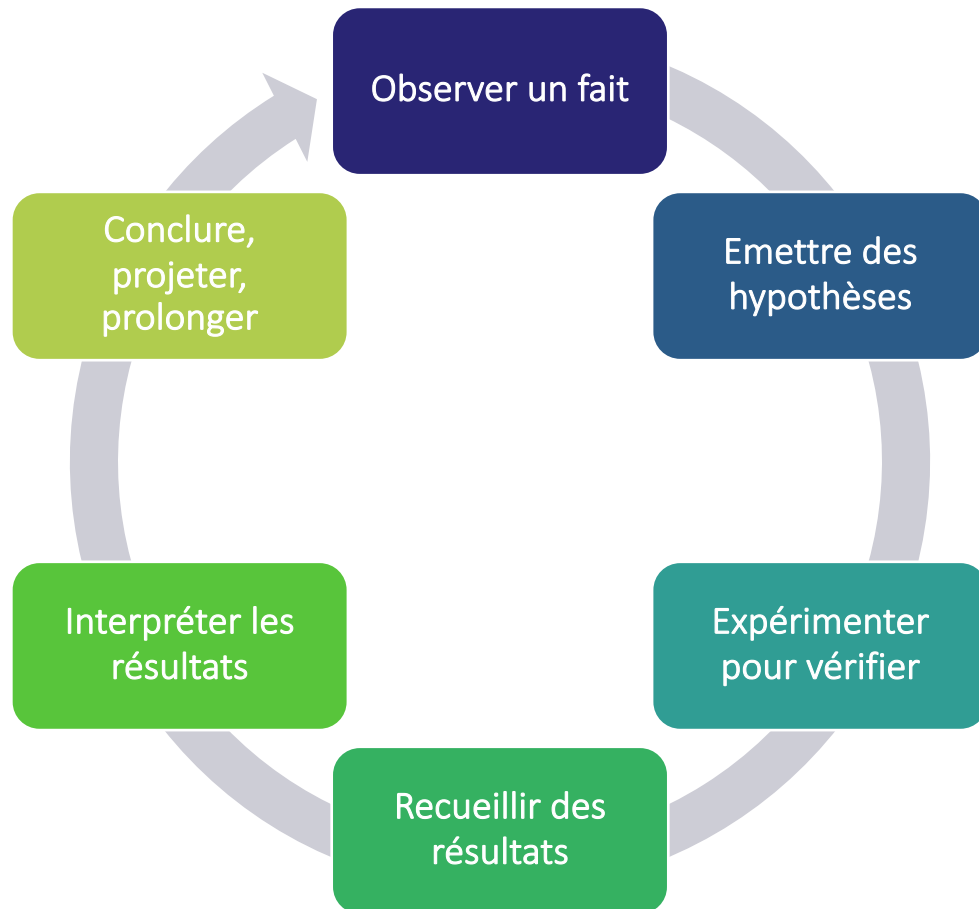 Observer un fait
Emettre des
hypothèses
Expérimenter
pour vérifier
Recueillir des
résultats
Interpréter les
résultats
Conclure,
projeter,
prolonger